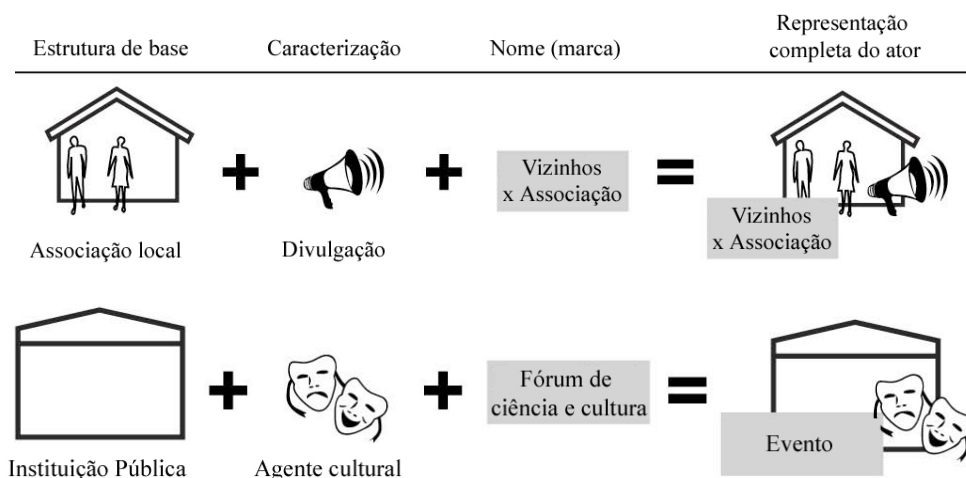 Estrutura de base
Caracterização
Nome (marca)
Representação
completa do ator
Vizinhos
x Associação
Vizinhos
x Associação
Associação local
Divulgação
Fórum de
ciência e cultura
Evento
Instituição Pública
Agente cultural